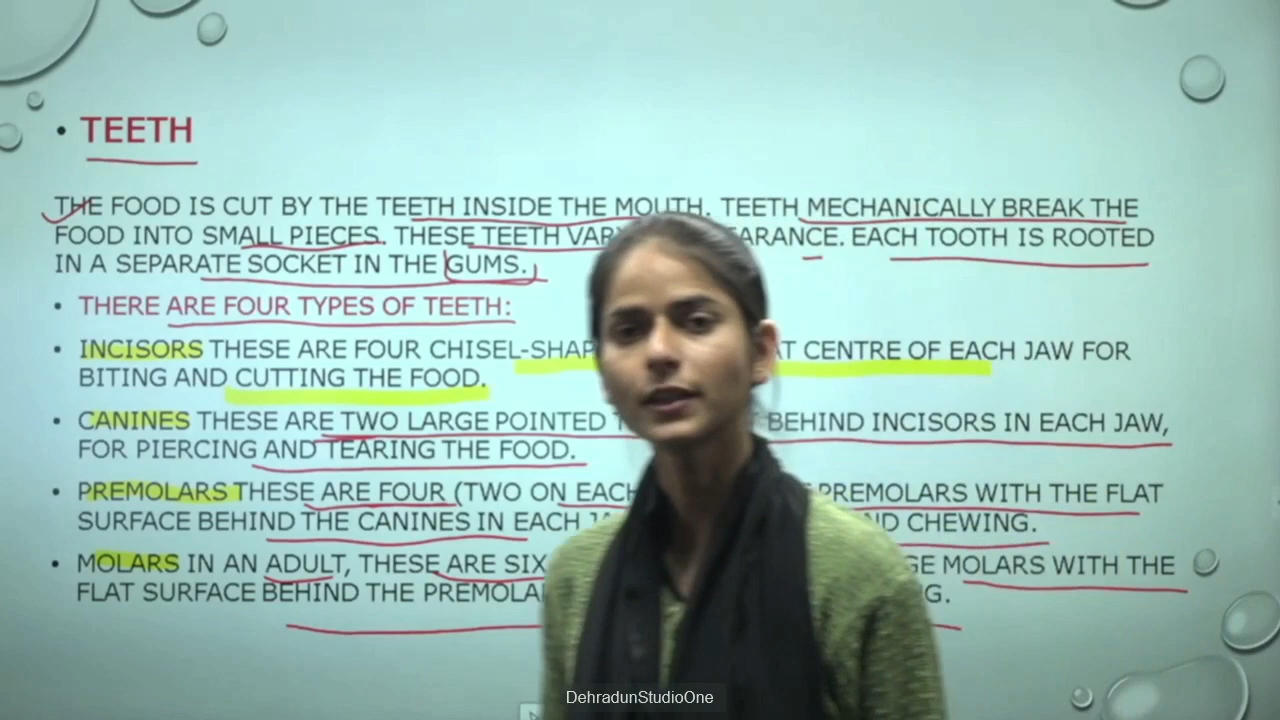 • TEETH
THE FOOD IS CUT BY THE TEETH INSIDE THE MOUTH. TEETH MECHANICALLY BREAK THE
FOOD INTO SMALL PIECES. THESE TEETH VARY ARANCE. EACH TOOTH IS ROOTED
IN A SEPARATE SOCKET IN THE GUMS.
• THERE ARE FOUR TYPES OF TEETH:
• INCISORS THESE ARE FOUR CHISEL-SHAP AT CENTRE OF EACH JAW FOR
BITING AND CUTTING THE FOOD.
• CANINES THESE ARE TWO LARGE POINTED BEHIND INCISORS IN EACH JAW,
FOR PIERCING AND TEARING THE FOOD.
• PREMOLARS THESE ARE FOUR (TWO ON EACH PREMOLARS WITH THE FLAT
SURFACE BEHIND THE CANINES IN EACH ND CHEWING.
• MOLARS IN AN ADULT, THESE ARE SIX GE MOLARS WITH THE
FLAT SURFACE BEHIND THE PREMOLA G.
DehradunStudioOne